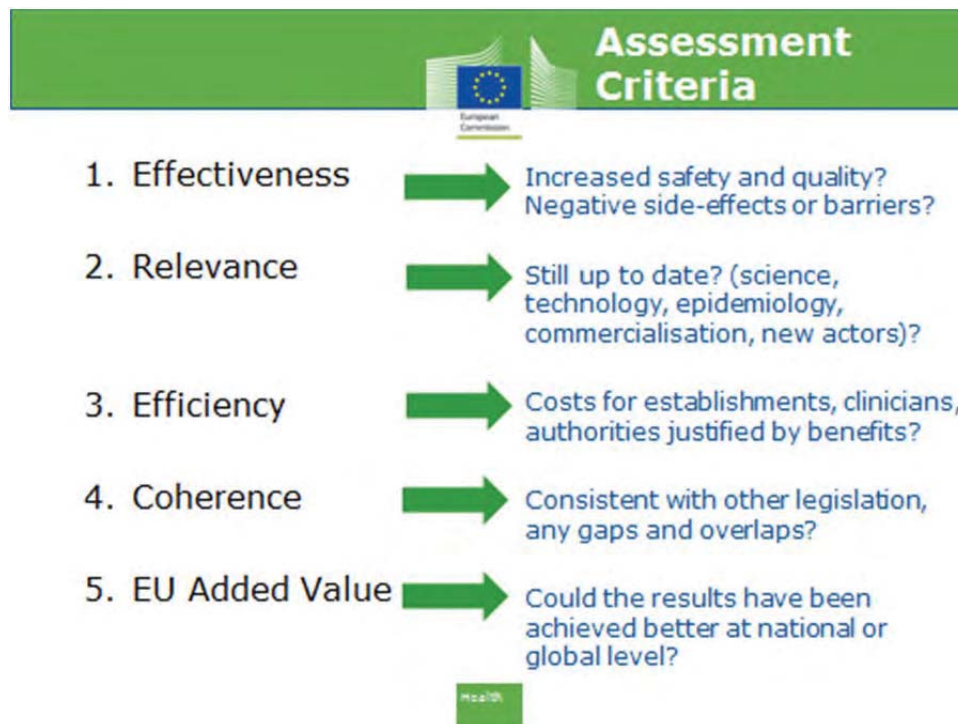 Assessment
Criteria
European
Commission
1. Effectiveness
Increased safety and quality?
Negative side-effects or barriers?
2. Relevance
Still up to date? (science,
technology, epidemiology,
commercialisation, new actors)?
3. Efficiency
Costs for establishments, clinicians,
authorities justified by benefits?
4. Coherence
Consistent with other legislation,
any gaps and overlaps?
5. EU Added Value
Could the results have been
achieved better at national or
global level?
Health